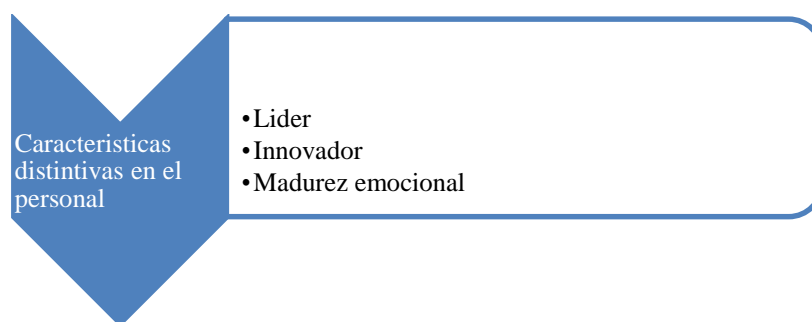 Caracteristicas
distintivas en el
personal
•Lider
•Innovador
•Madurez emocional